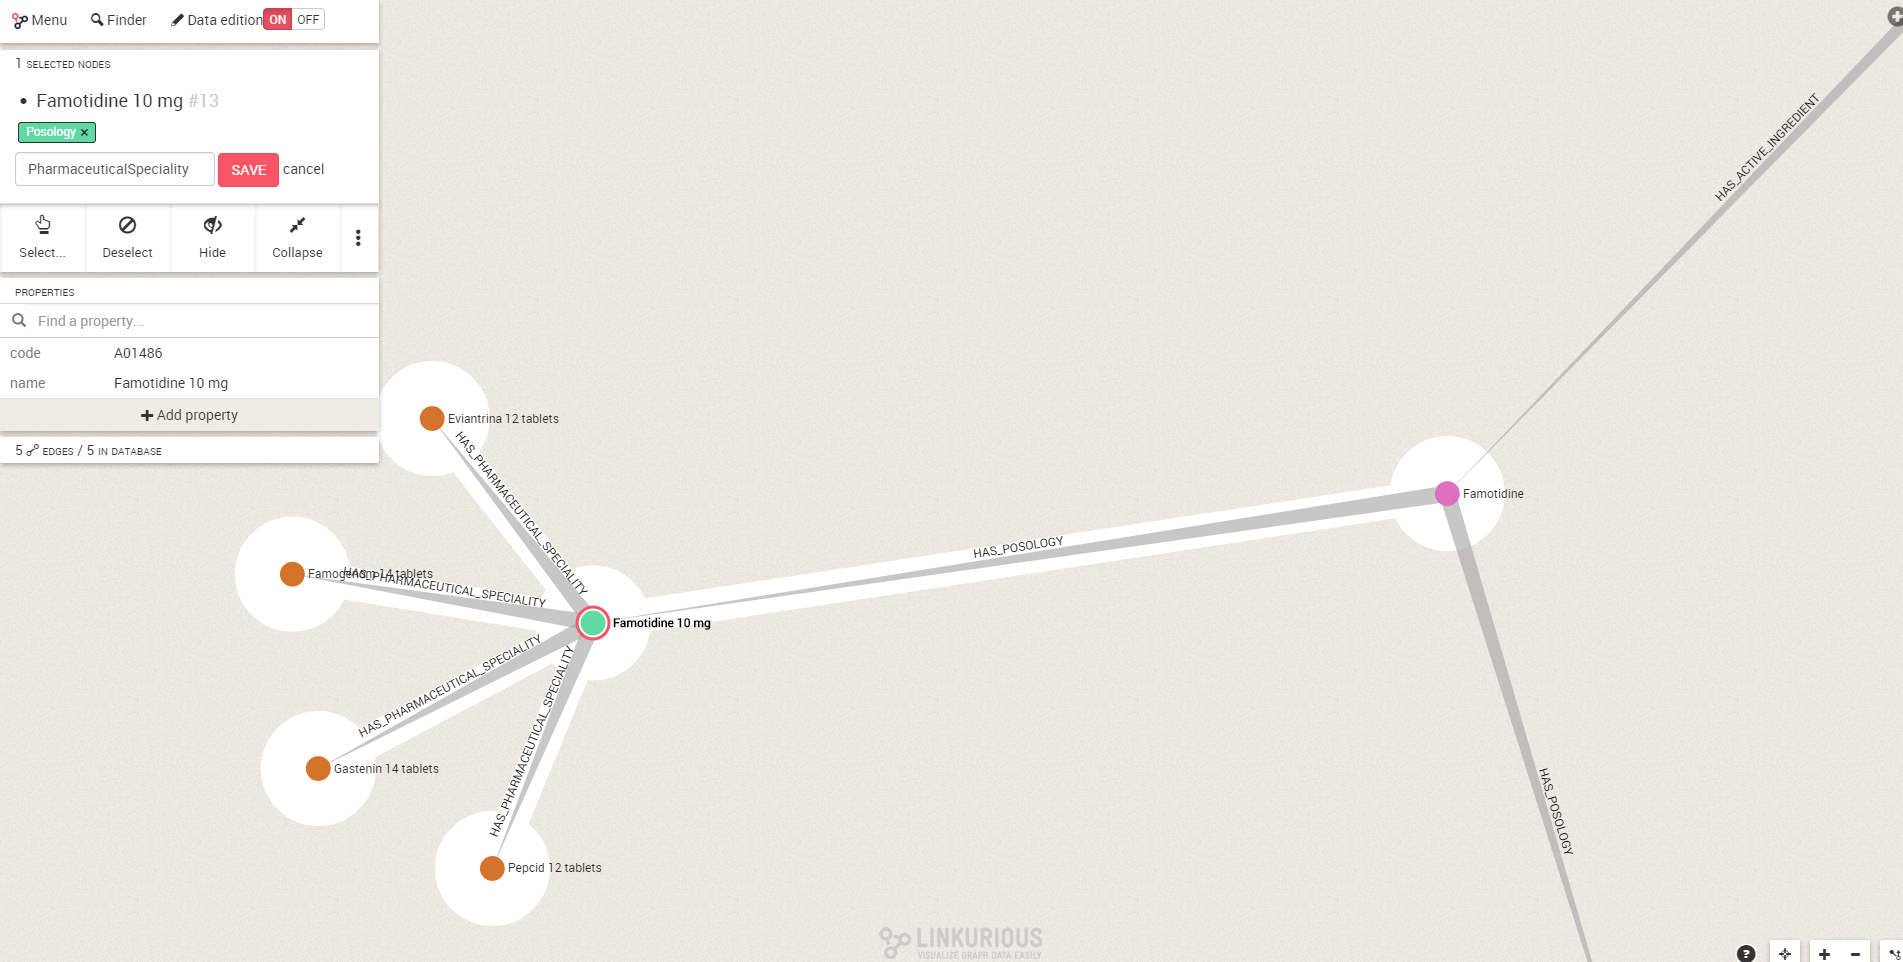 Menu Finder Data edition ON OFF
1 SELECTED NODES
• Famotidine 10 mg #13
Posology ×
PharmaceuticalSpeciality SAVE cancel
Select... Deselect Hide Collapse
PROPERTIES
Find a property...
code A01486
name Famotidine 10 mg
Add property
5 EDGES / 5 IN DATABASE
HAS_ACTIVE_INGREDIENT
Eviantrina 12 tablets
HAS_PHARMACEUTICAL_SPECIALITY
Famotidine
HAS_POSOLOGY
Famogenom 14 tablets
HAS_PHARMACEUTICAL_SPECIALITY
Famotidine 10 mg
HAS_PHARMACEUTICAL_SPECIALITY
HAS_PHARMACEUTICAL_SPECIALITY
Gastenin 14 tablets
HAS_POSOLOGY
Pepcid 12 tablets
LINKURIOUS
VISUALIZE GRAPH DATA EASILY